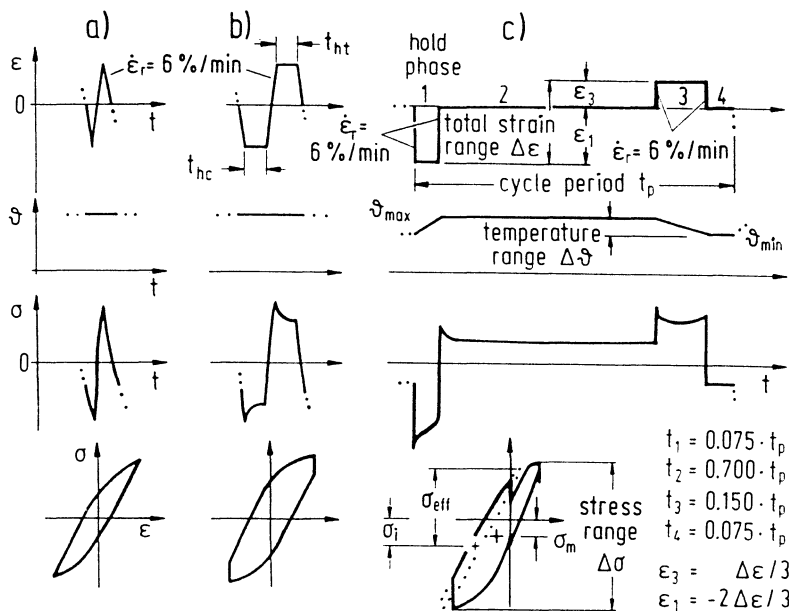 a)
b)
c)
ε
0
t
ε̇r = 6 %/min
tht
thc
hold
phase
1
2
3
4
ε̇r =
6%/min
total strain
range Δε
ε3
ε1
ε̇r = 6 %/min
cycle period tp
ϑ
t
ϑmax
temperature
range Δϑ
ϑmin
σ
0
t
t
σ
ε
σeff
σi
σm
stress
range
Δσ
t1 = 0.075 · tp
t2 = 0.700 · tp
t3 = 0.150 · tp
t4 = 0.075 · tp
ε3 = Δε/3
ε1 = -2Δε/3